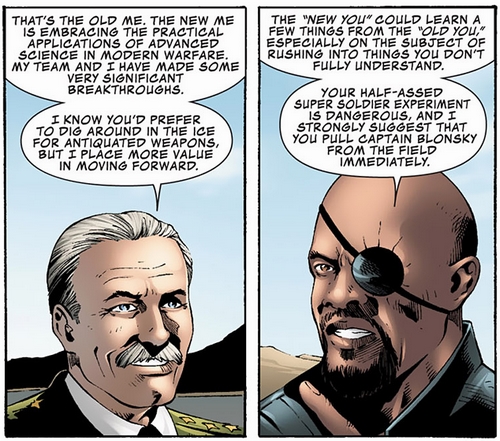 THAT'S THE OLD ME. THE NEW ME
IS EMBRACING THE PRACTICAL
APPLICATIONS OF ADVANCED
SCIENCE IN MODERN WARFARE.
MY TEAM AND I HAVE MADE SOME
VERY SIGNIFICANT
BREAKTHROUGHS.
I KNOW YOU'D PREFER
TO DIG AROUND IN THE ICE
FOR ANTIQUATED WEAPONS,
BUT I PLACE MORE VALUE
IN MOVING FORWARD.
THE "NEW YOU" COULD LEARN A
FEW THINGS FROM THE "OLD YOU,"
ESPECIALLY ON THE SUBJECT OF
RUSHING INTO THINGS YOU DON'T
FULLY UNDERSTAND.
YOUR HALF-ASSED
SUPER SOLDIER EXPERIMENT
IS DANGEROUS, AND I
STRONGLY SUGGEST THAT
YOU PULL CAPTAIN BLONSKY
FROM THE FIELD
IMMEDIATELY.